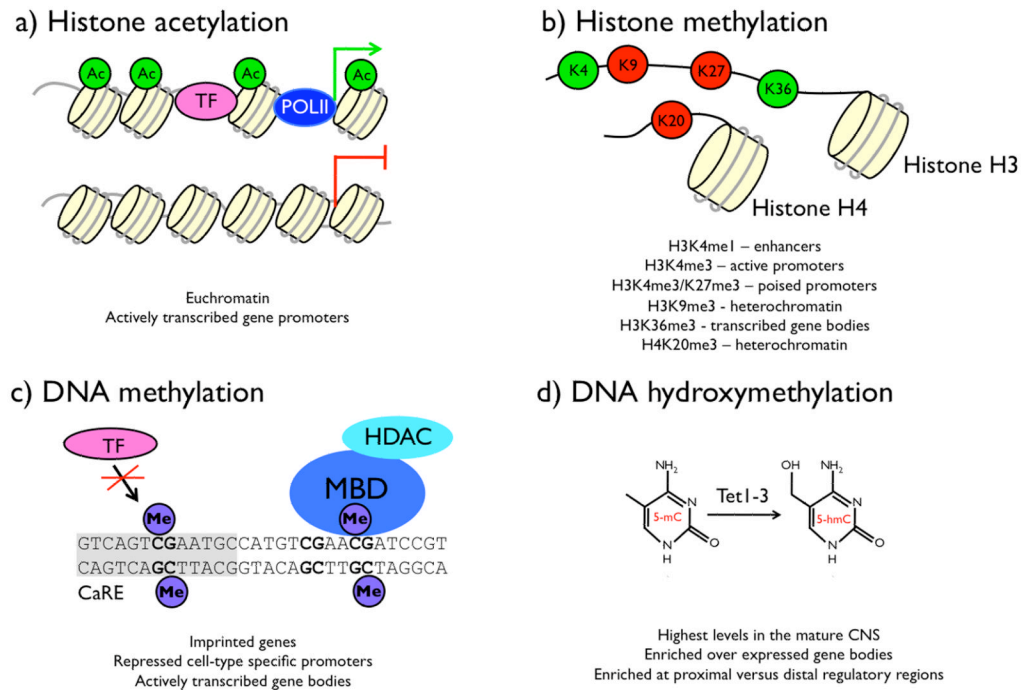 a) Histone acetylation
Ac
Ac
Ac
Ac
TF
POLII
Euchromatin
Actively transcribed gene promoters
b) Histone methylation
K4
K9
K27
K36
K20
Histone H3
Histone H4
H3K4me1 – enhancers
H3K4me3 – active promoters
H3K4me3/K27me3 – poised promoters
H3K9me3 - heterochromatin
H3K36me3 - transcribed gene bodies
H4K20me3 – heterochromatin
c) DNA methylation
TF
HDAC
MBD
Me
Me
GTCAGTCGAATGCCATGTCGAACGATCCGT
CAGTCAGCTTACGGTACAGCTTGCTAGGCA
CaRE
Me
Me
Imprinted genes
Repressed cell-type specific promoters
Actively transcribed gene bodies
d) DNA hydroxymethylation
NH2
OH
NH2
Tet1-3
N
N
5-mC
5-hmC
N
O
N
O
H
H
Highest levels in the mature CNS
Enriched over expressed gene bodies
Enriched at proximal versus distal regulatory regions